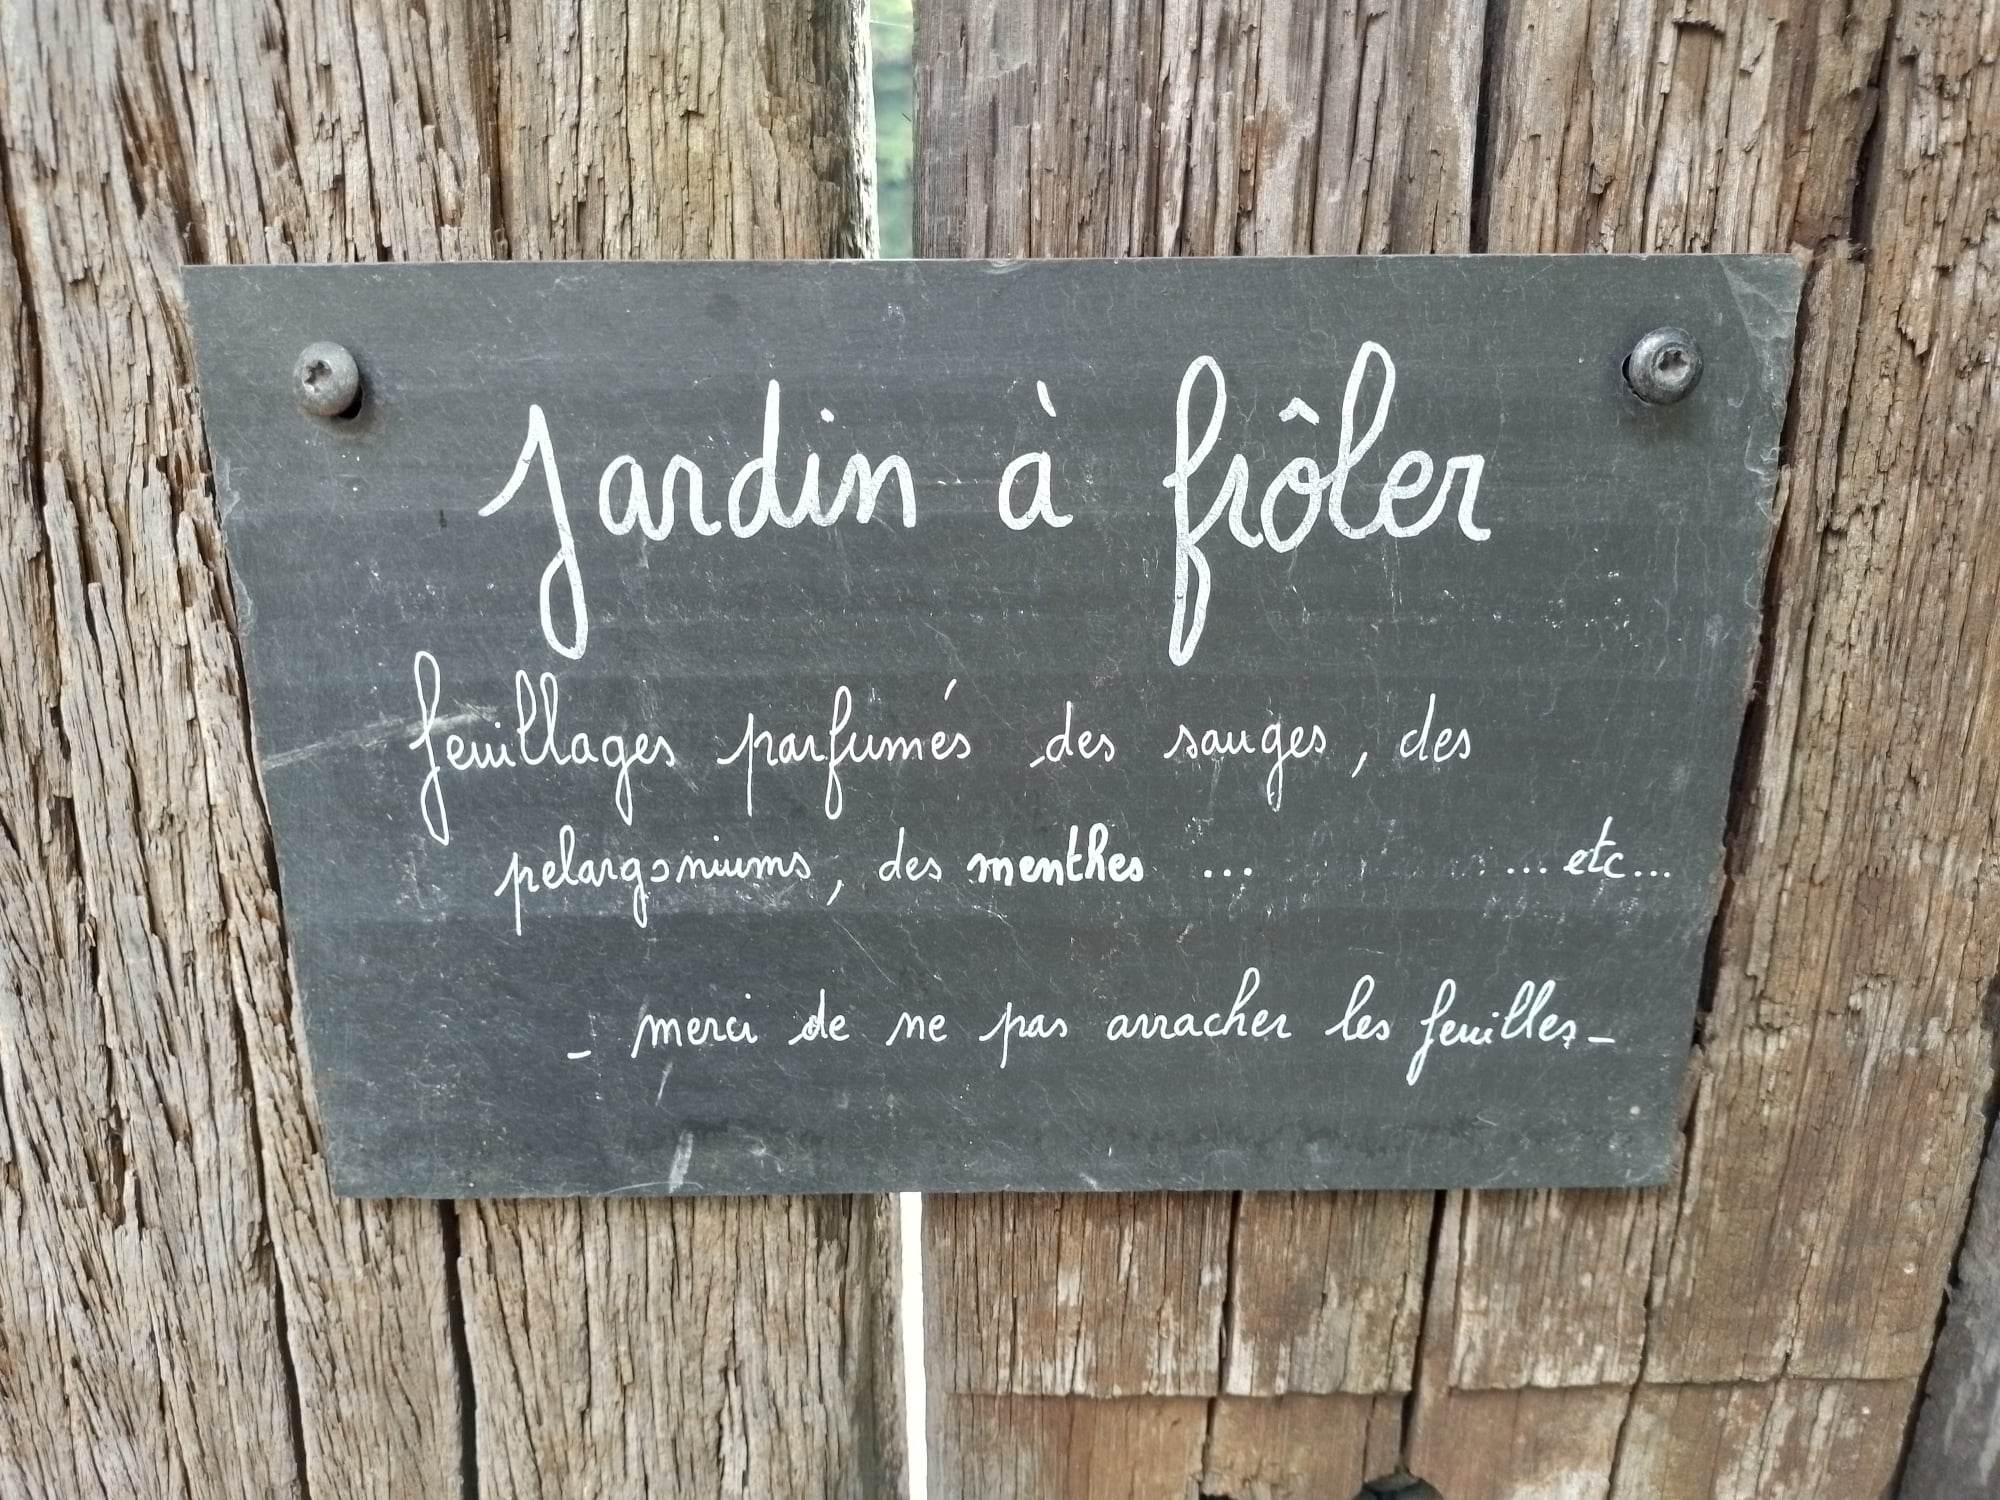 Jardin à frôler
feuillages parfumés des sauges, des
pelargoniums, des menthes ... ... etc...
_ merci de ne pas arracher les feuilles _